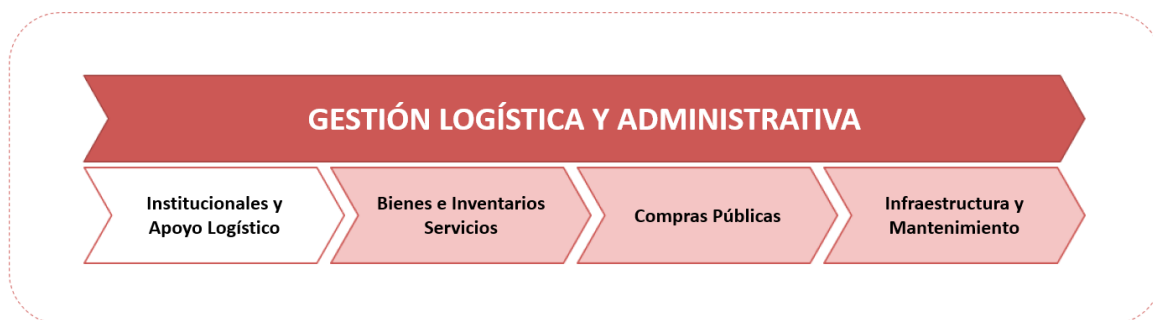 GESTIÓN LOGÍSTICA Y ADMINISTRATIVA
Institucionales y
Apoyo Logístico
Bienes e Inventarios
Servicios
Compras Públicas
Infraestructura y
Mantenimiento